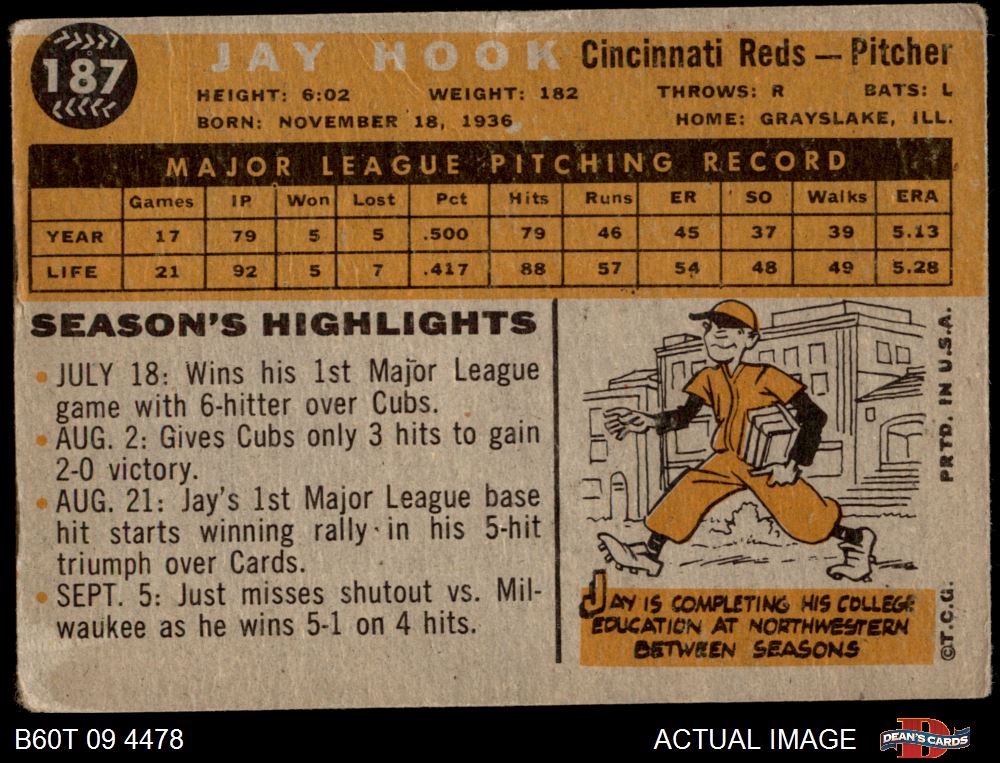 187
JAY HOOK Cincinnati Reds — Pitcher
HEIGHT: 6:02 WEIGHT: 182 THROWS: R BATS: L
BORN: NOVEMBER 18, 1936 HOME: GRAYSLAKE, ILL.
MAJOR LEAGUE PITCHING RECORD
Games IP Won Lost Pct Hits Runs ER SO Walks ERA
YEAR 17 79 5 5 .500 79 46 45 37 39 5.13
LIFE 21 92 5 7 .417 88 57 54 48 49 5.28
SEASON'S HIGHLIGHTS
• JULY 18: Wins his 1st Major League
game with 6-hitter over Cubs.
• AUG. 2: Gives Cubs only 3 hits to gain
2-0 victory.
• AUG. 21: Jay's 1st Major League base
hit starts winning rally in his 5-hit
triumph over Cards.
• SEPT. 5: Just misses shutout vs. Mil-
waukee as he wins 5-1 on 4 hits.
JAY IS COMPLETING HIS COLLEGE
EDUCATION AT NORTHWESTERN
BETWEEN SEASONS
©T.C.G. PRTD. IN U.S.A.
B60T 09 4478 ACTUAL IMAGE
D
DEAN'S CARDS